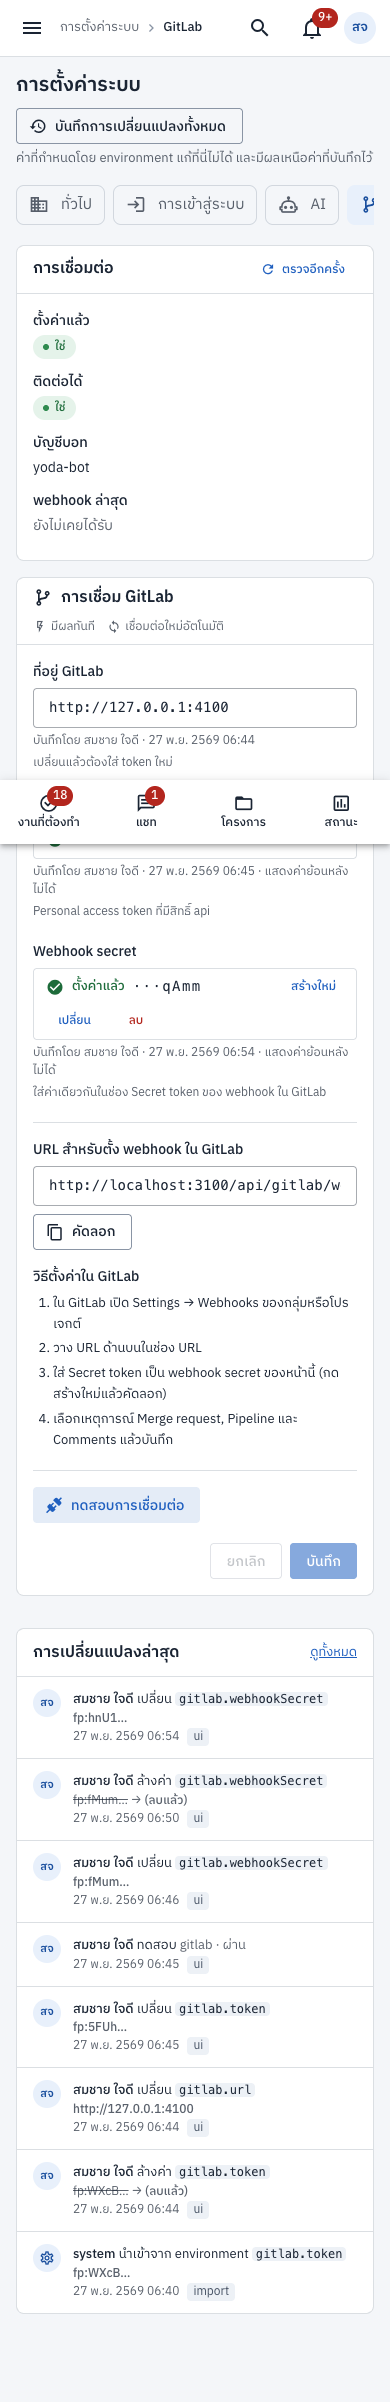 การตั้งค่าระบบ > GitLab
9+
สจ
การตั้งค่าระบบ
บันทึกการเปลี่ยนแปลงทั้งหมด
ค่าที่กำหนดโดย environment แก้ที่นี่ไม่ได้ และมีผลเหนือค่าที่บันทึกไว้
ทั่วไป
การเข้าสู่ระบบ
AI
การเชื่อมต่อ
ตรวจอีกครั้ง
ตั้งค่าแล้ว
ใช่
ติดต่อได้
ใช่
บัญชีบอท
yoda-bot
webhook ล่าสุด
ยังไม่เคยได้รับ
การเชื่อม GitLab
มีผลทันที
เชื่อมต่อใหม่อัตโนมัติ
ที่อยู่ GitLab
http://127.0.0.1:4100
บันทึกโดย สมชาย ใจดี · 27 พ.ย. 2569 06:44
เปลี่ยนแล้วต้องใส่ token ใหม่
18
1
งานที่ต้องทำ
แชท
โครงการ
สถานะ
บันทึกโดย สมชาย ใจดี · 27 พ.ย. 2569 06:45 · แสดงค่าย้อนหลัง
ไม่ได้
Personal access token ที่มีสิทธิ์ api
Webhook secret
ตั้งค่าแล้ว ···qAmm
สร้างใหม่
เปลี่ยน
ลบ
บันทึกโดย สมชาย ใจดี · 27 พ.ย. 2569 06:54 · แสดงค่าย้อนหลัง
ไม่ได้
ใส่ค่าเดียวกันในช่อง Secret token ของ webhook ใน GitLab
URL สำหรับตั้ง webhook ใน GitLab
http://localhost:3100/api/gitlab/w
คัดลอก
วิธีตั้งค่าใน GitLab
1. ใน GitLab เปิด Settings → Webhooks ของกลุ่มหรือโปร
เจกต์
2. วาง URL ด้านบนในช่อง URL
3. ใส่ Secret token เป็น webhook secret ของหน้านี้ (กด
สร้างใหม่แล้วคัดลอก)
4. เลือกเหตุการณ์ Merge request, Pipeline และ
Comments แล้วบันทึก
ทดสอบการเชื่อมต่อ
ยกเลิก
บันทึก
การเปลี่ยนแปลงล่าสุด
ดูทั้งหมด
สจ
สมชาย ใจดี เปลี่ยน gitlab.webhookSecret
fp:hnU1…
27 พ.ย. 2569 06:54 ui
สจ
สมชาย ใจดี ล้างค่า gitlab.webhookSecret
fp:fMum… → (ลบแล้ว)
27 พ.ย. 2569 06:50 ui
สจ
สมชาย ใจดี เปลี่ยน gitlab.webhookSecret
fp:fMum…
27 พ.ย. 2569 06:46 ui
สจ
สมชาย ใจดี ทดสอบ gitlab · ผ่าน
27 พ.ย. 2569 06:45 ui
สจ
สมชาย ใจดี เปลี่ยน gitlab.token
fp:5FUh…
27 พ.ย. 2569 06:45 ui
สจ
สมชาย ใจดี เปลี่ยน gitlab.url
http://127.0.0.1:4100
27 พ.ย. 2569 06:44 ui
สจ
สมชาย ใจดี ล้างค่า gitlab.token
fp:WXcB… → (ลบแล้ว)
27 พ.ย. 2569 06:44 ui
system นำเข้าจาก environment gitlab.token
fp:WXcB…
27 พ.ย. 2569 06:40 import